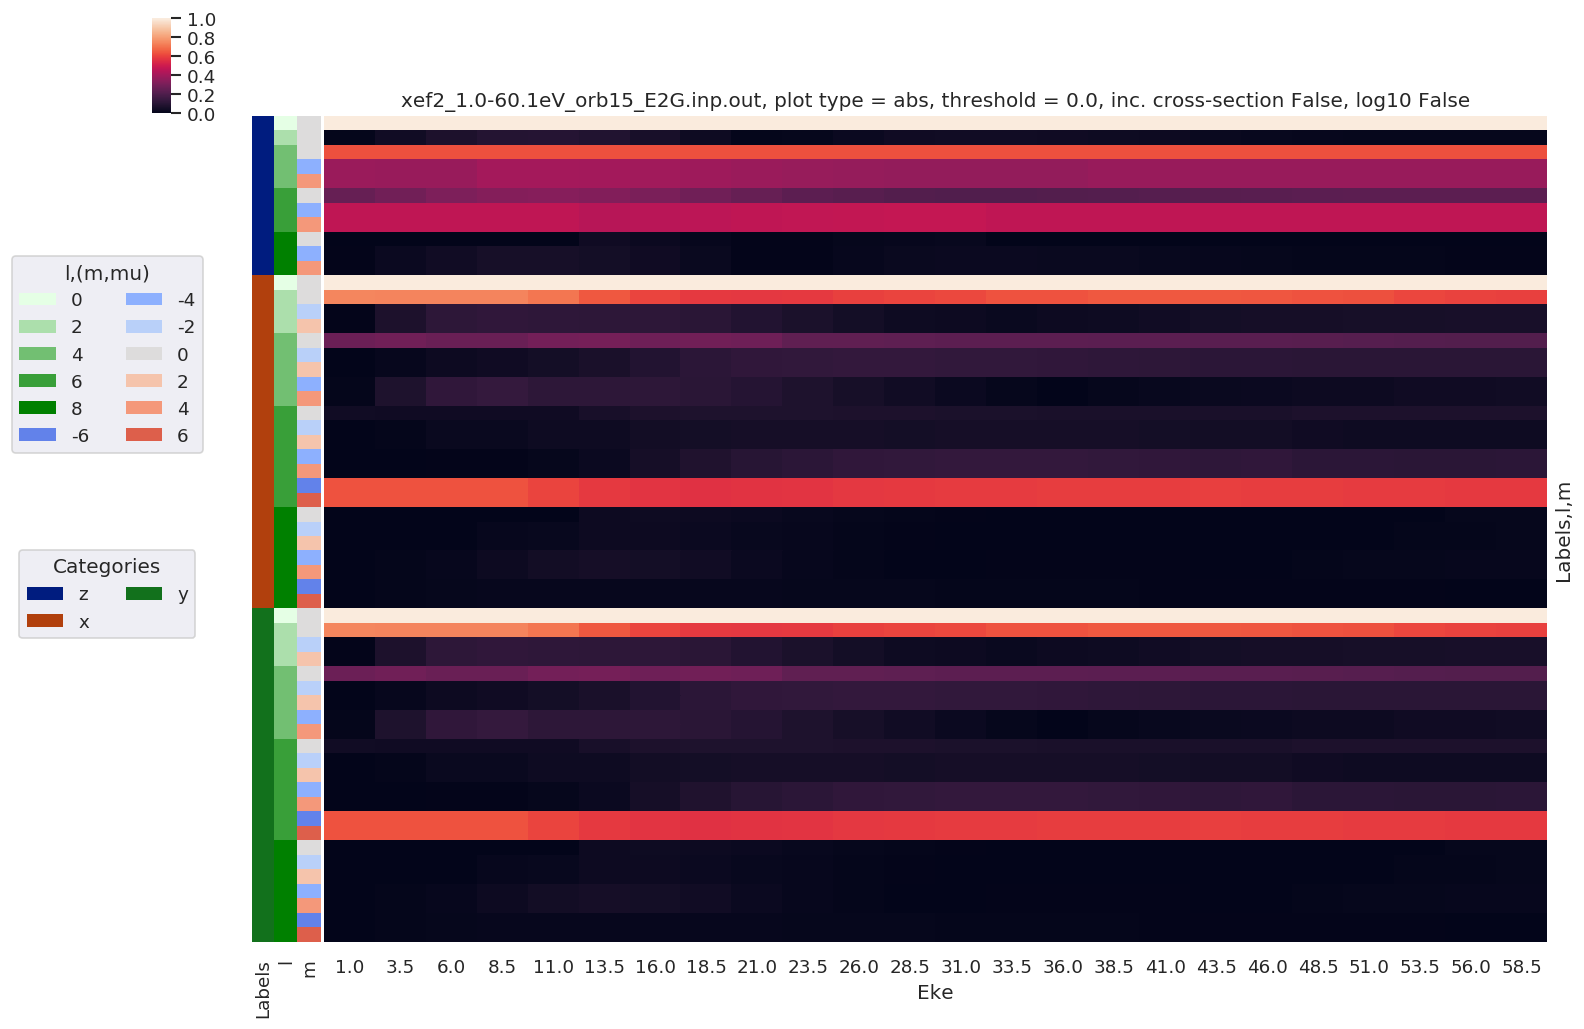 1.0
0.8
0.6
0.4
0.2
0.0
xef2_1.0-60.1eV_orb15_E2G.inp.out, plot type = abs, threshold = 0.0, inc. cross-section False, log10 False
l,(m,mu)
0 -4
2 -2
4 0
6 2
8 4
-6 6
Categories
z y
x
Labels,l,m
Labels l m
1.0 3.5 6.0 8.5 11.0 13.5 16.0 18.5 21.0 23.5 26.0 28.5 31.0 33.5 36.0 38.5 41.0 43.5 46.0 48.5 51.0 53.5 56.0 58.5
Eke